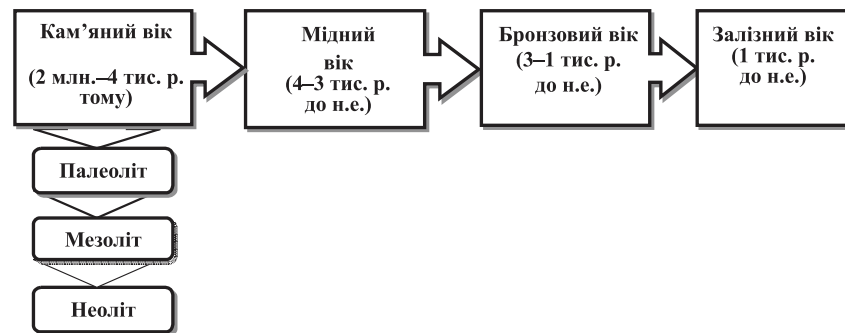 Кам’яний вік
(2 млн.–4 тис. р.
тому)
Мідний
вік
(4–3 тис. р.
до н.е.)
Бронзовий вік
(3–1 тис. р.
до н.е.)
Залізний вік
(1 тис. р.
до н.е.)
Палеоліт
Мезоліт
Неоліт